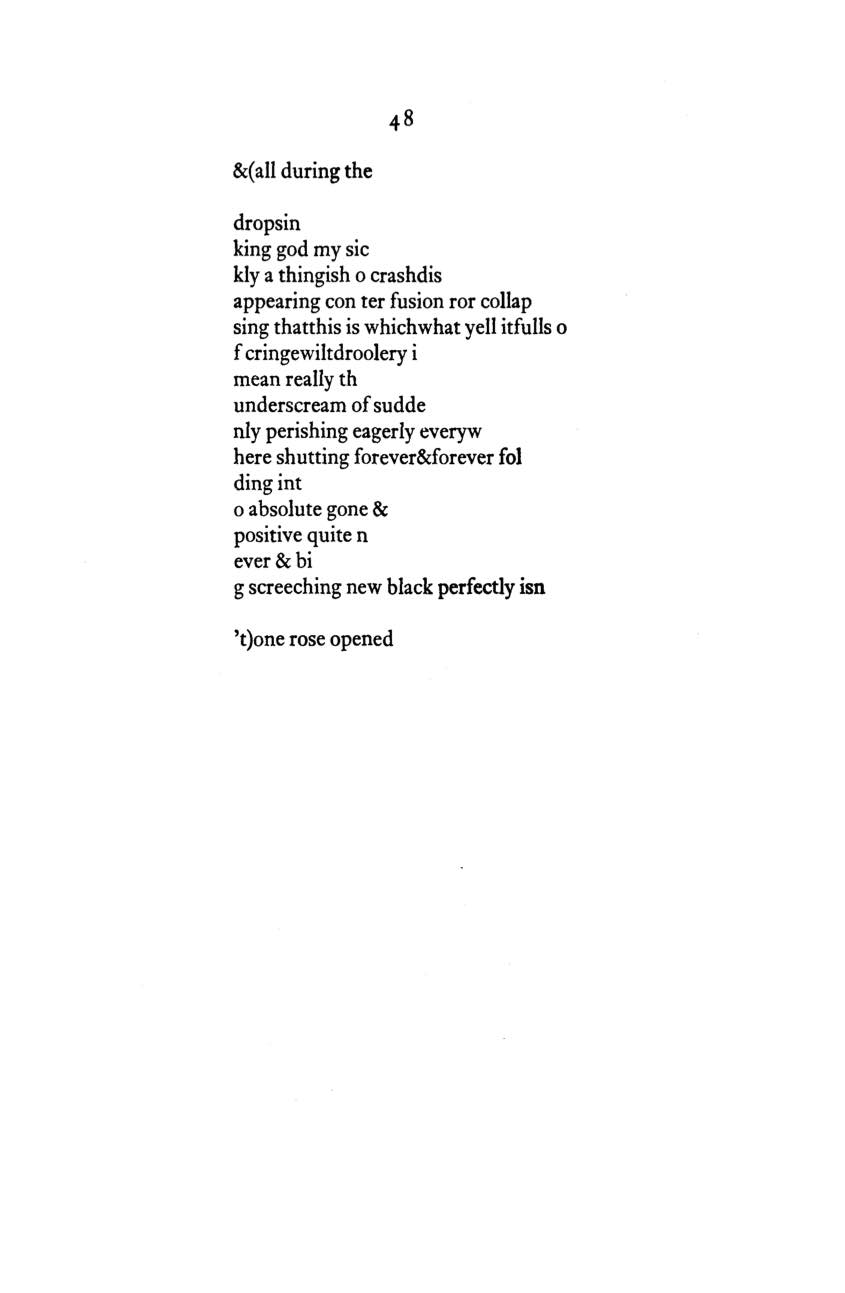 48
&(all during the
dropsin
king god my sic
kly a thingish o crashdis
appearing con ter fusion ror collap
sing thatthis is whichwhat yell itfulls o
f cringewiltdroolery i
mean really th
underscream of sudde
nly perishing eagerly everyw
here shutting forever&forever fol
ding int
o absolute gone &
positive quite n
ever & bi
g screeching new black perfectly isn
’t)one rose opened